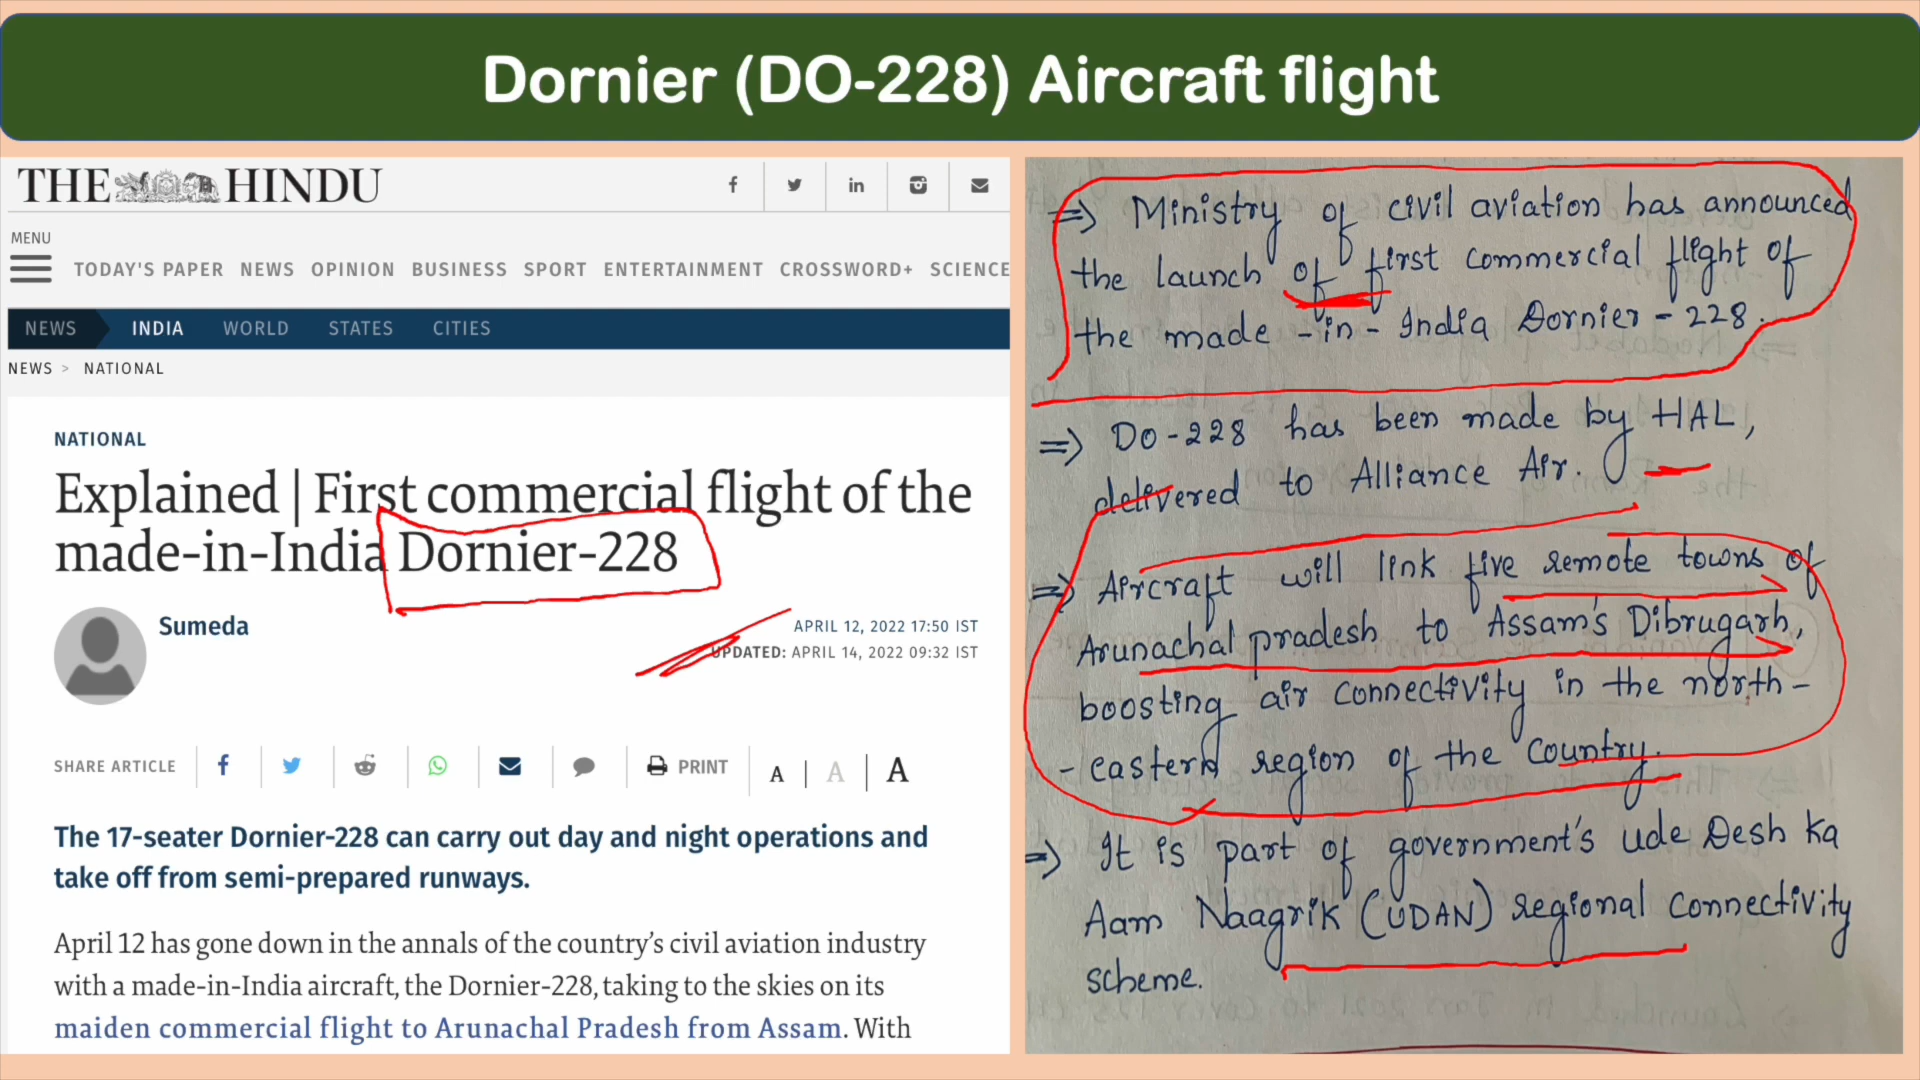 Dornier (DO-228) Aircraft flight
THE HINDU
MENU
TODAY'S PAPER NEWS OPINION BUSINESS SPORT ENTERTAINMENT CROSSWORD+ SCIENCE
NEWS INDIA WORLD STATES CITIES
NEWS > NATIONAL
NATIONAL
Explained | First commercial flight of the
made-in-India Dornier-228
Sumeda
APRIL 12, 2022 17:50 IST
UPDATED: APRIL 14, 2022 09:32 IST
SHARE ARTICLE PRINT A | A | A
The 17-seater Dornier-228 can carry out day and night operations and
take off from semi-prepared runways.
April 12 has gone down in the annals of the country's civil aviation industry
with a made-in-India aircraft, the Dornier-228, taking to the skies on its
maiden commercial flight to Arunachal Pradesh from Assam. With
⇒ Ministry of civil aviation has announced
the launch of first commercial flight of
the made-in-India Dornier-228.
⇒ DO-228 has been made by HAL,
delivered to Alliance Air.
⇒ Aircraft will link five remote towns of
Arunachal pradesh to Assam's Dibrugarh,
boosting air connectivity in the north-
-eastern region of the country.
⇒ It is part of government's ude Desh ka
Aam Naagrik (UDAN) regional connectivity
scheme.